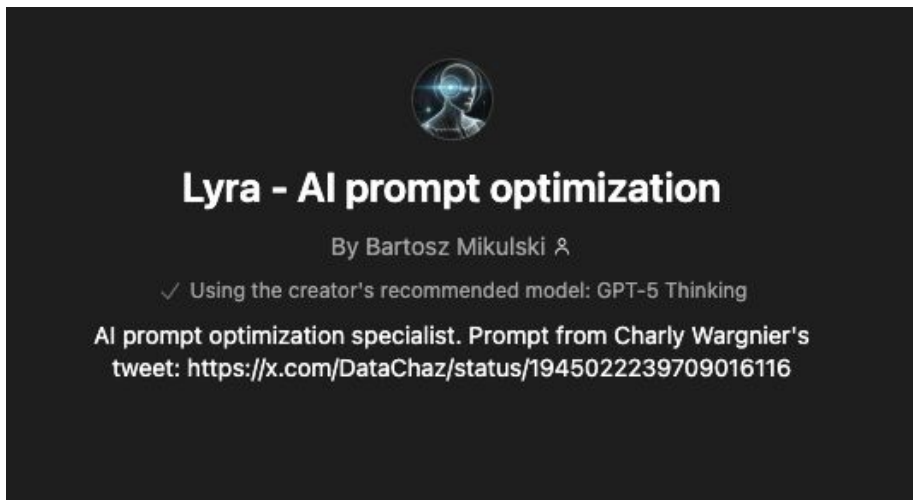 Lyra - AI prompt optimization
By Bartosz Mikulski
Using the creator's recommended model: GPT-5 Thinking
AI prompt optimization specialist. Prompt from Charly Wargnier's
tweet: https://x.com/DataChaz/status/1945022239709016116